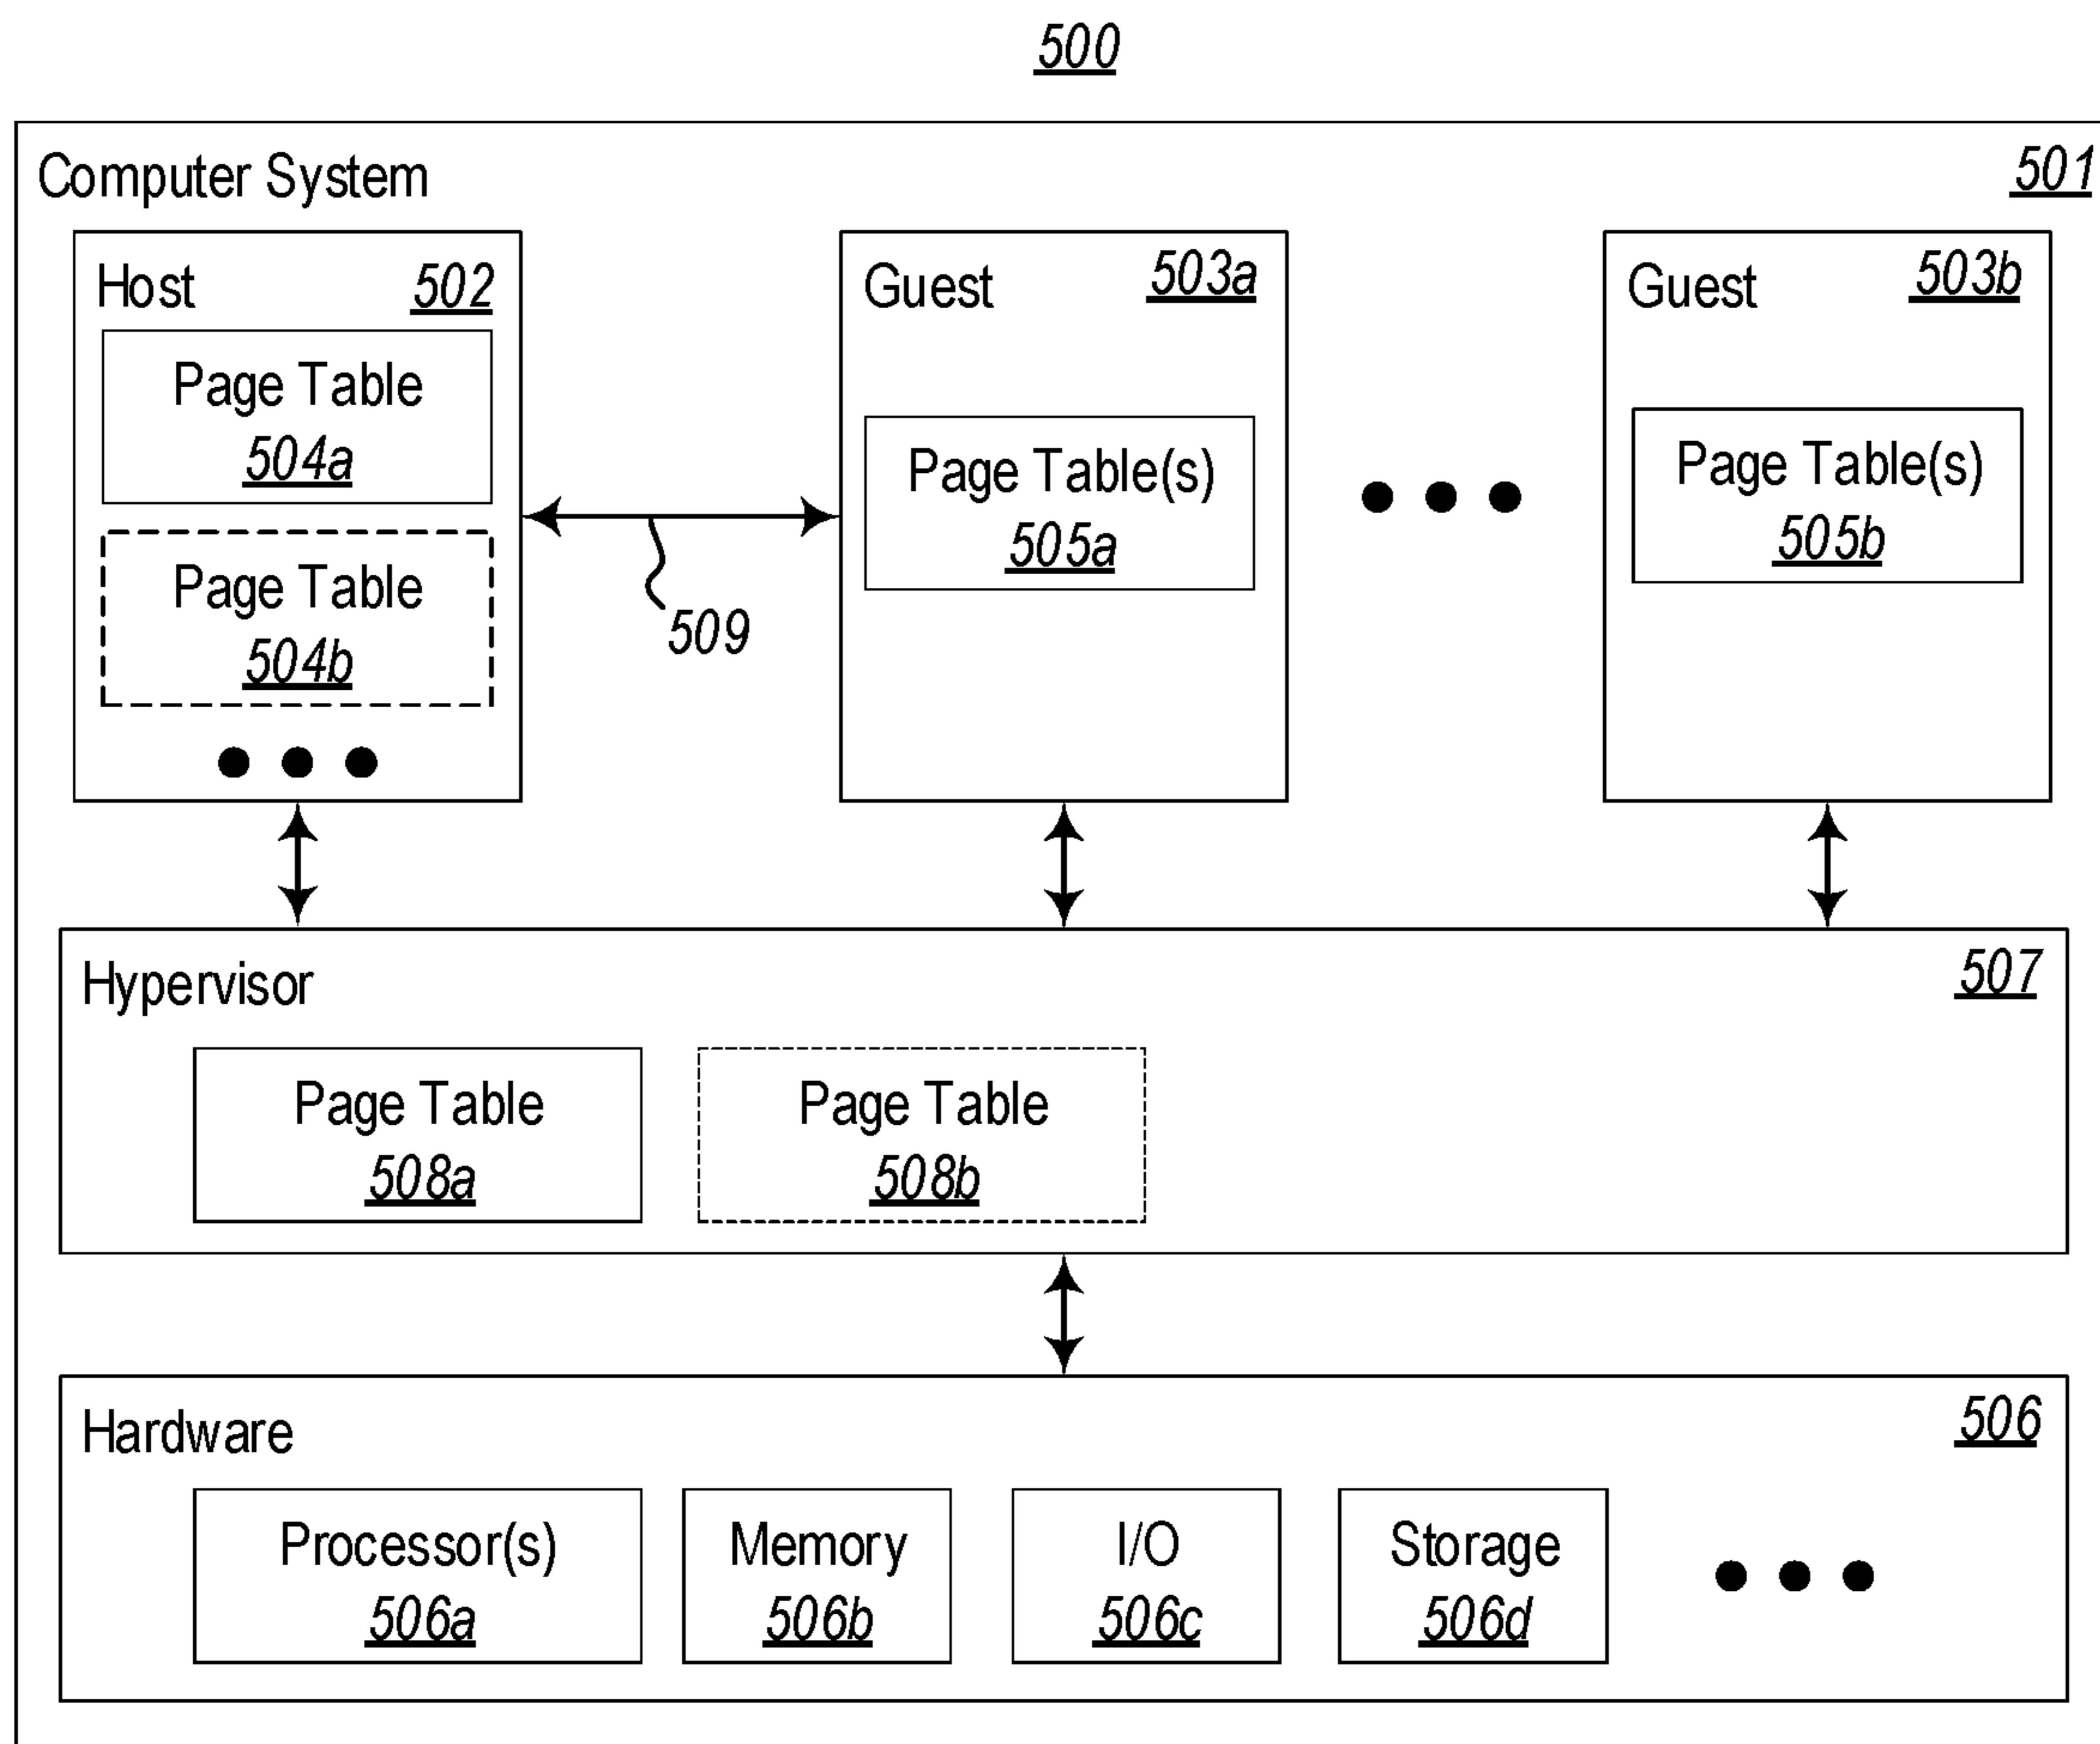 500
Computer System
501
Host
502
Page Table
504a
Page Table
504b
509
Guest
503a
Page Table(s)
505a
Guest
503b
Page Table(s)
505b
Hypervisor
507
Page Table
508a
Page Table
508b
Hardware
506
Processor(s)
506a
Memory
506b
I/O
506c
Storage
506d